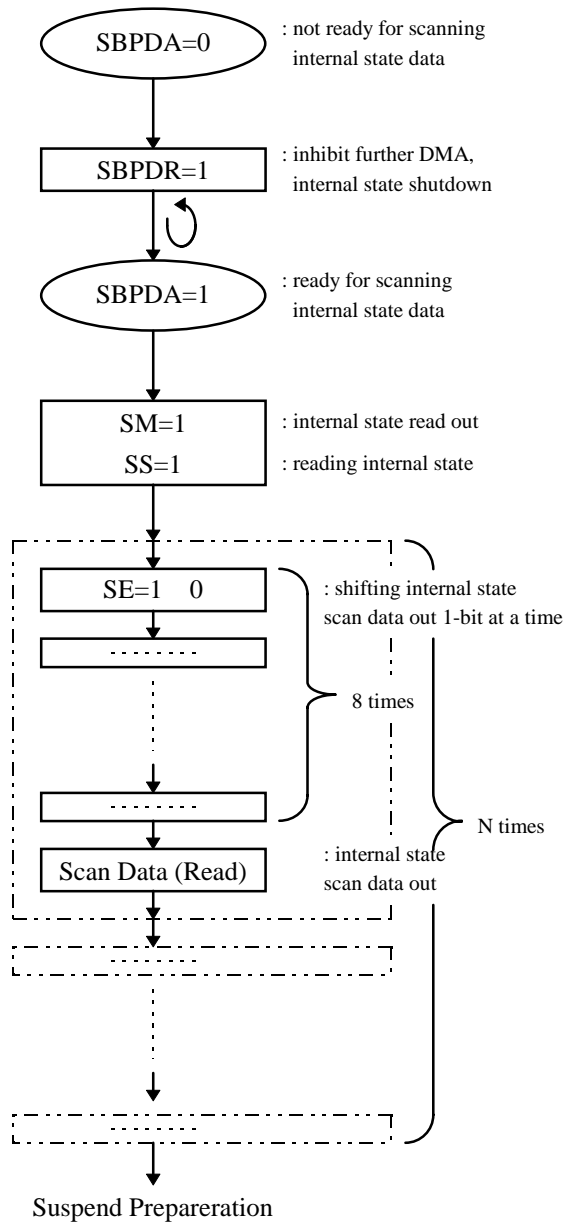 SBPDA=0
: not ready for scanning
internal state data
SBPDR=1
: inhibit further DMA,
internal state shutdown
SBPDA=1
: ready for scanning
internal state data
SM=1
: internal state read out
SS=1
: reading internal state
SE=1 0
: shifting internal state
scan data out 1-bit at a time
8 times
N times
Scan Data (Read)
: internal state
scan data out
Suspend Prepareration